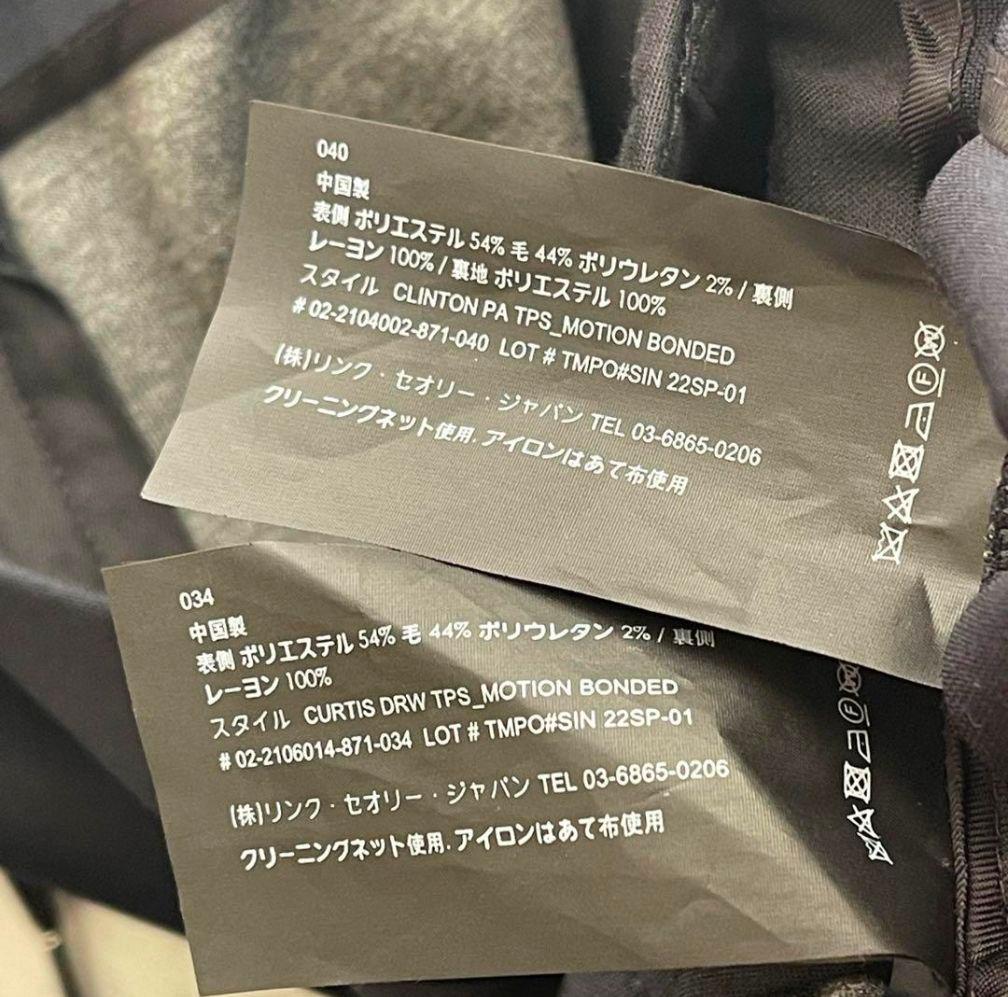 040
中国製
表側 ポリエステル 54% 毛 44% ポリウレタン 2% / 裏側
レーヨン 100% / 裏地 ポリエステル 100%
スタイル CLINTON PA TPS_MOTION BONDED
# 02-2104002-871-040 LOT # TMPO#SIN 22SP-01
(株)リンク・セオリー・ジャパン TEL 03-6865-0206
クリーニングネット使用. アイロンはあて布使用
034
中国製
表側 ポリエステル 54% 毛 44% ポリウレタン 2% / 裏側
レーヨン 100%
スタイル CURTIS DRW TPS_MOTION BONDED
# 02-2106014-871-034 LOT # TMPO#SIN 22SP-01
(株)リンク・セオリー・ジャパン TEL 03-6865-0206
クリーニングネット使用. アイロンはあて布使用